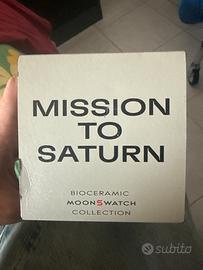 MISSION
TO
SATURN
BIOCERAMIC
MOONSWATCH
COLLECTION
subito